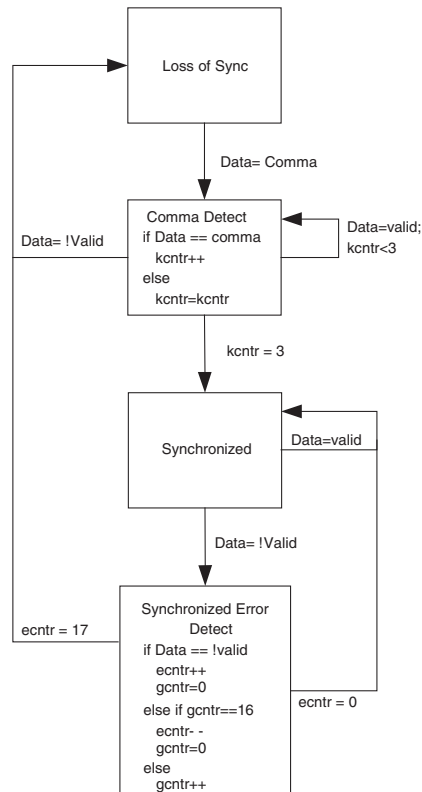 Loss of Sync
Data= Comma
Comma Detect
if Data == comma
kcntr++
else
kcntr=kcntr
Data=valid;
kcntr<3
Data= !Valid
kcntr = 3
Synchronized
Data=valid
Data= !Valid
Synchronized Error
Detect
if Data == !valid
ecntr++
gcntr=0
else if gcntr==16
ecntr- -
gcntr=0
else
gcntr++
ecntr = 17
ecntr = 0